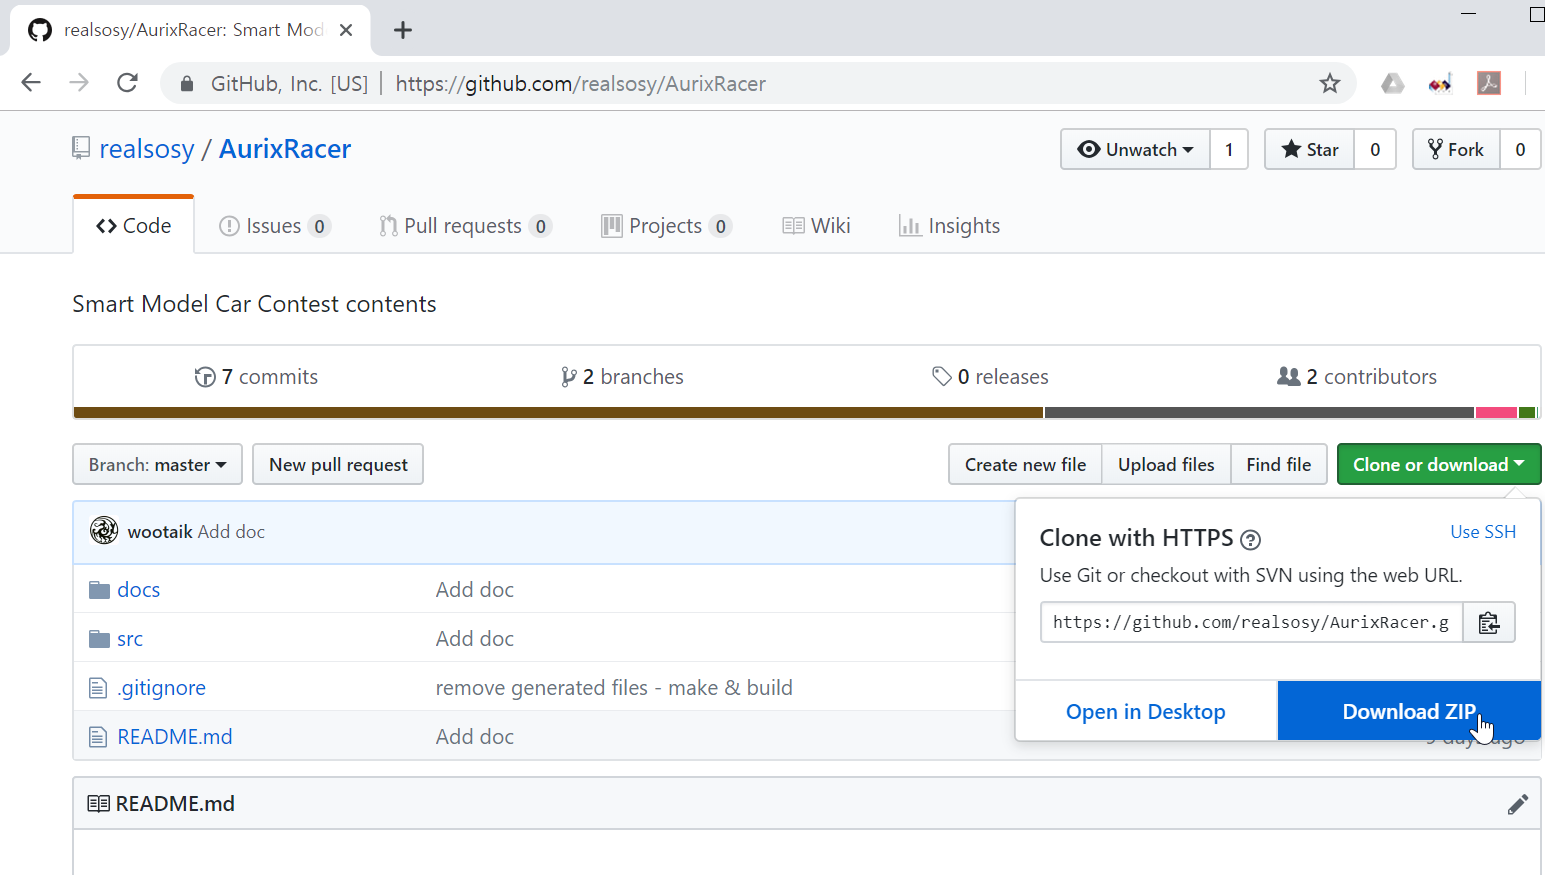 realsosy/AurixRacer: Smart Mod
GitHub, Inc. [US] | https://github.com/realsosy/AurixRacer
realsosy / AurixRacer
Unwatch 1
Star 0
Fork 0
Code
Issues 0
Pull requests 0
Projects 0
Wiki
Insights
Smart Model Car Contest contents
7 commits
2 branches
0 releases
2 contributors
Branch: master
New pull request
Create new file
Upload files
Find file
Clone or download
wootaik Add doc
docs Add doc
src Add doc
.gitignore remove generated files - make & build
README.md Add doc
Clone with HTTPS
Use SSH
Use Git or checkout with SVN using the web URL.
https://github.com/realsosy/AurixRacer.g
Open in Desktop
Download ZIP
9 days ago
README.md